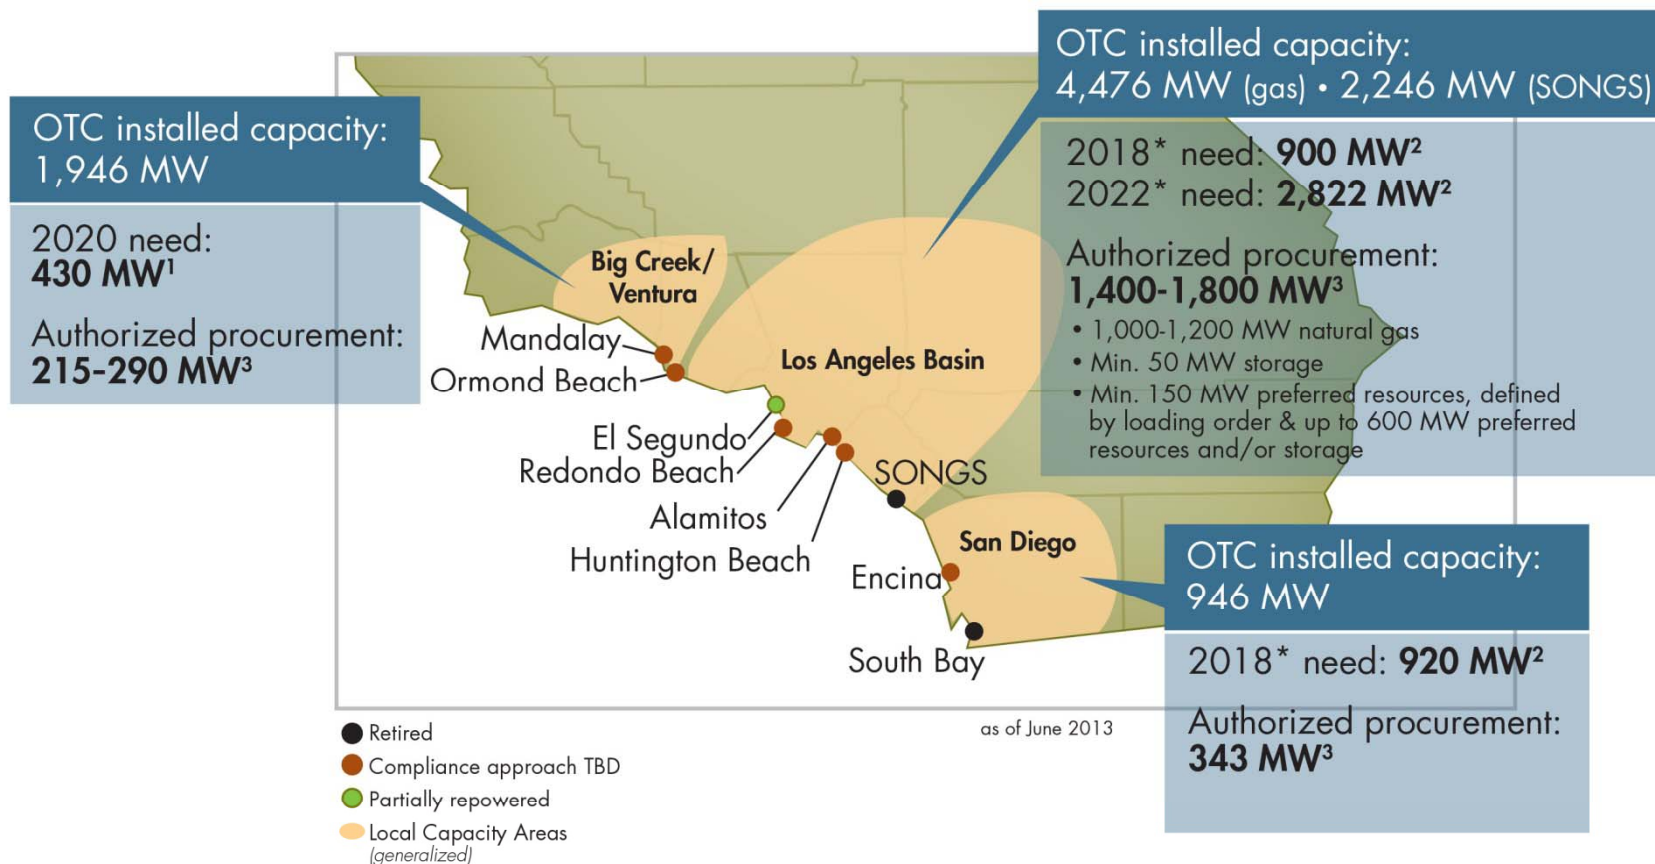 OTC installed capacity:
1,946 MW
2020 need:
430 MW¹
Authorized procurement:
215-290 MW³
OTC installed capacity:
4,476 MW (gas) • 2,246 MW (SONGS)
2018* need: 900 MW²
2022* need: 2,822 MW²
Authorized procurement:
1,400-1,800 MW³
• 1,000-1,200 MW natural gas
• Min. 50 MW storage
• Min. 150 MW preferred resources, defined
by loading order & up to 600 MW preferred
resources and/or storage
Big Creek/
Ventura
Los Angeles Basin
San Diego
Mandalay
Ormond Beach
El Segundo
Redondo Beach
Alamitos
Huntington Beach
SONGS
Encina
South Bay
OTC installed capacity:
946 MW
2018* need: 920 MW²
Authorized procurement:
343 MW³
as of June 2013
Retired
Compliance approach TBD
Partially repowered
Local Capacity Areas
(generalized)